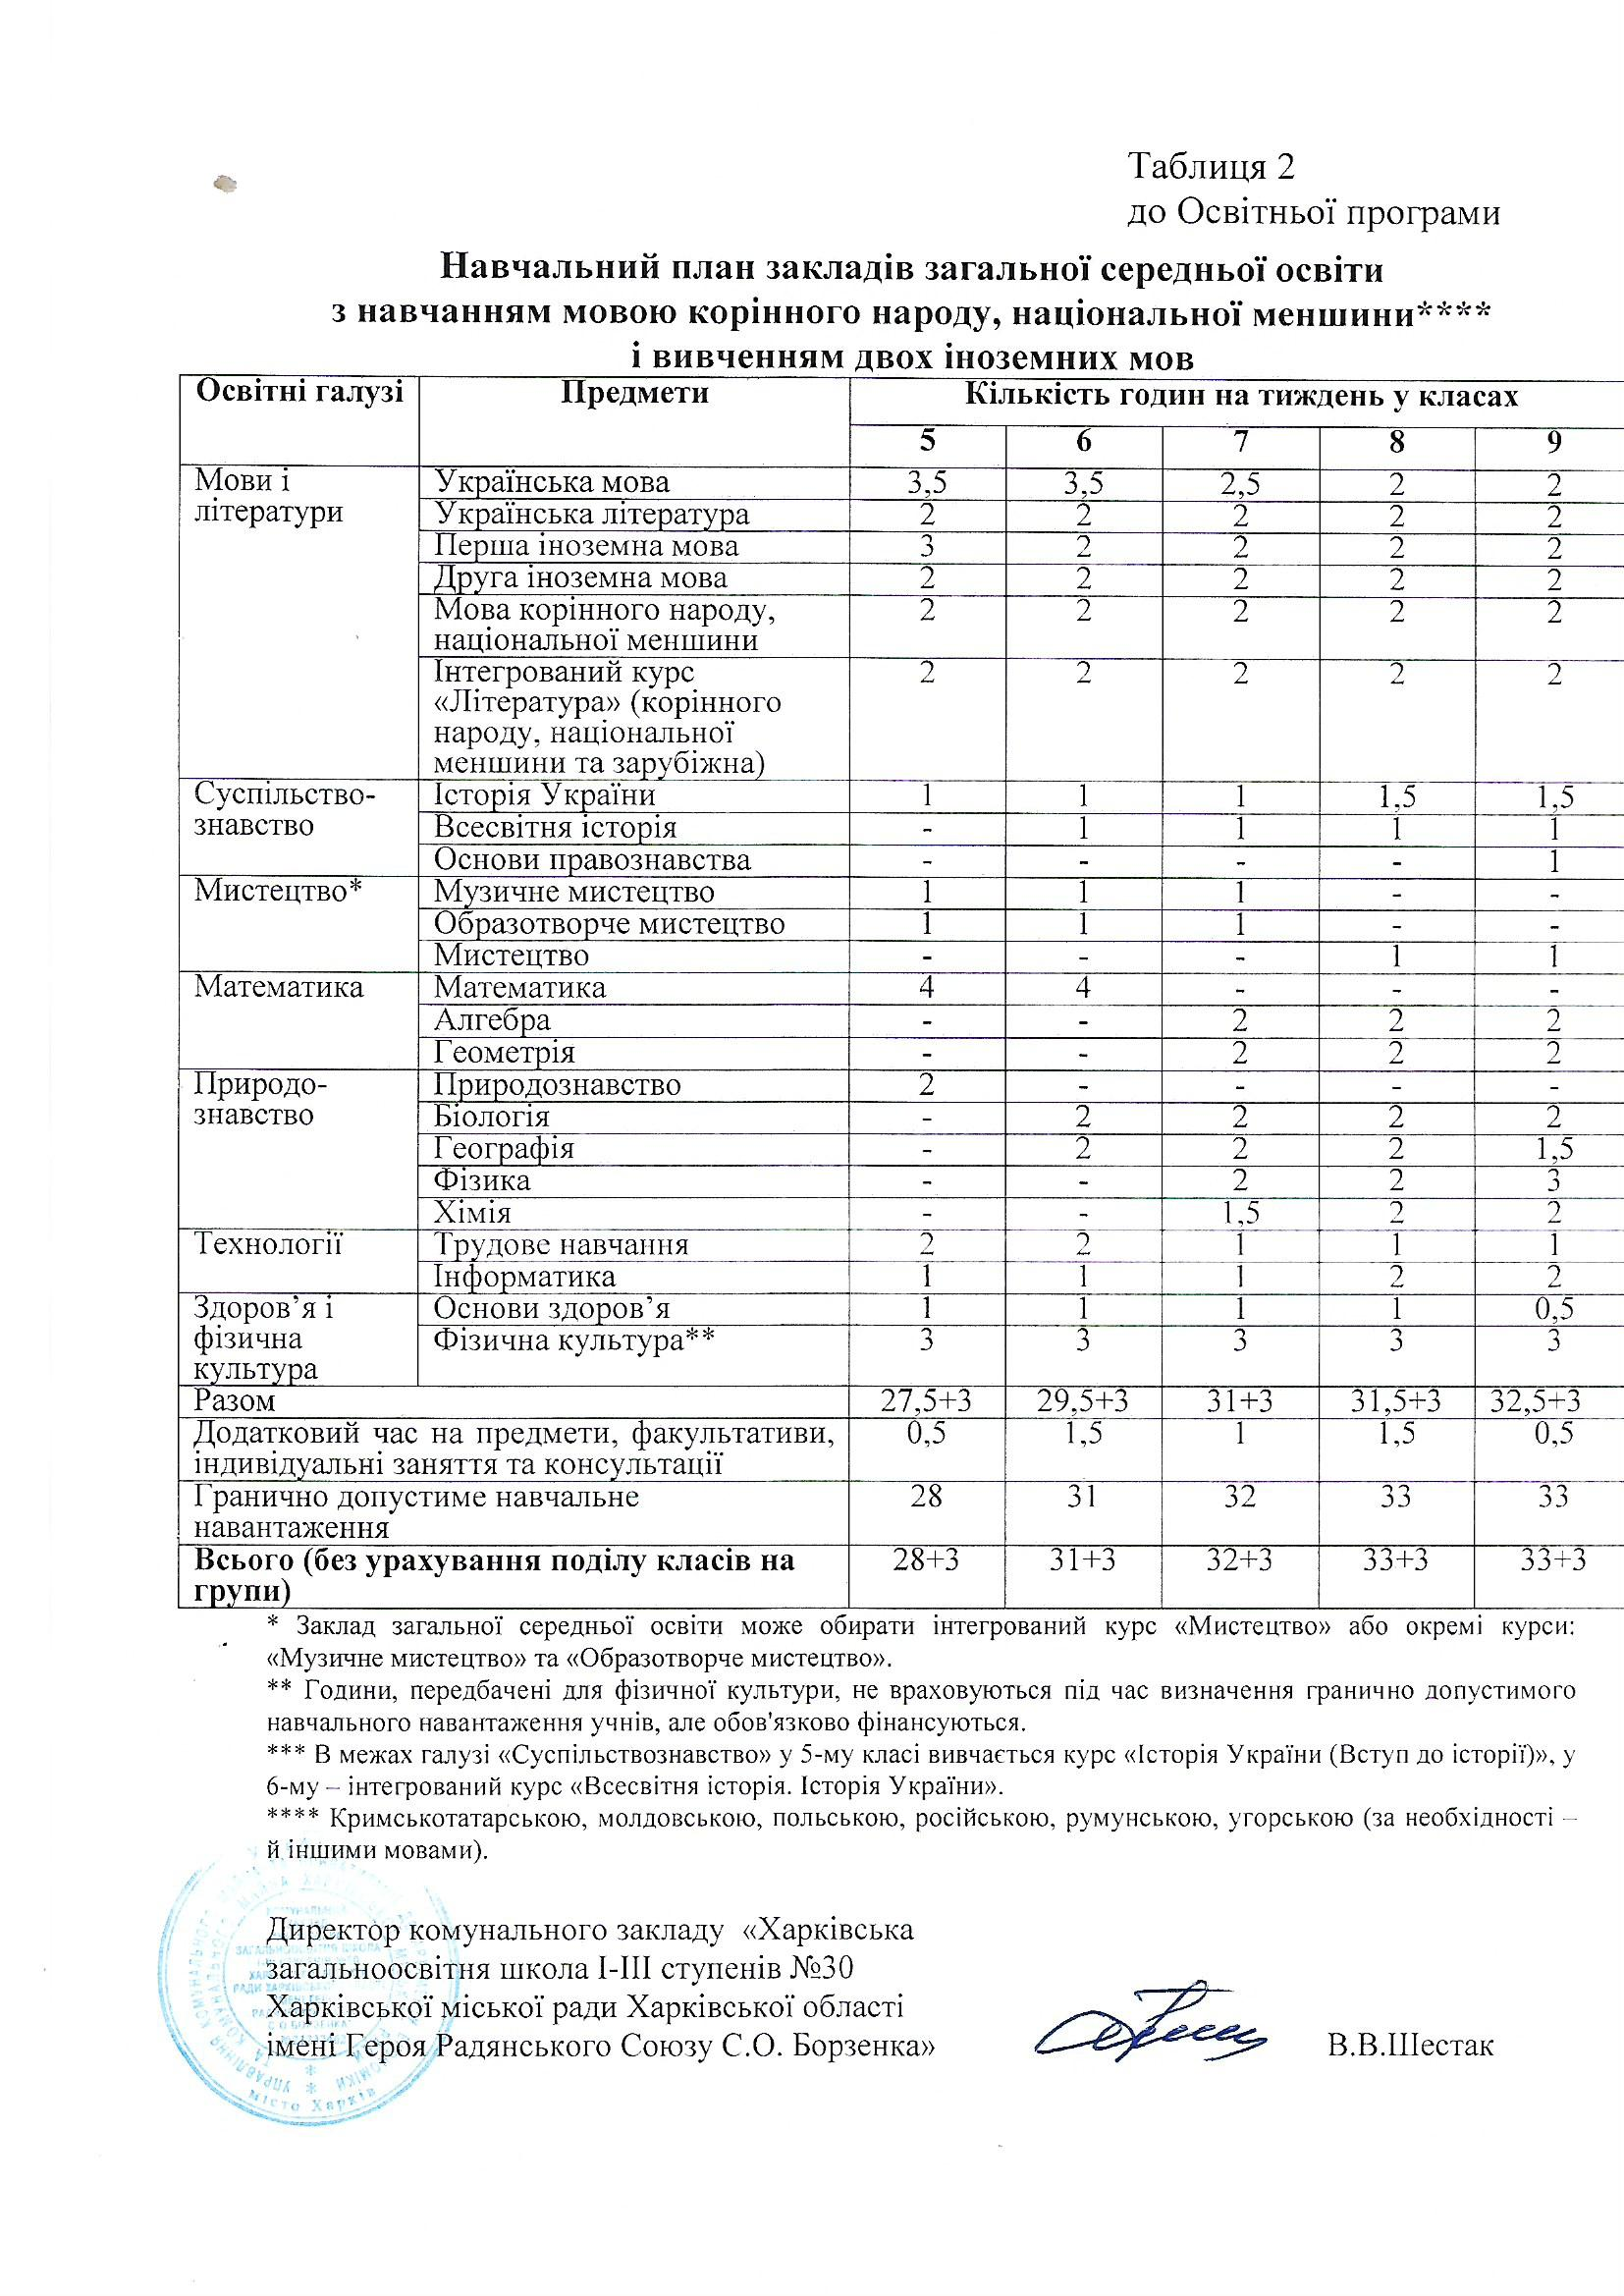 Таблиця 2
до Освітньої програми
Навчальний план закладів загальної середньої освіти
з навчанням мовою корінного народу, національної меншини****
і вивченням двох іноземних мов
Освітні галузі Предмети Кількість годин на тиждень у класах
5 6 7 8 9
Мови і Українська мова 3,5 3,5 2,5 2 2
літератури Українська література 2 2 2 2 2
Перша іноземна мова 3 2 2 2 2
Друга іноземна мова 2 2 2 2 2
Мова корінного народу, 2 2 2 2 2
національної меншини
Інтегрований курс 2 2 2 2 2
«Література» (корінного
народу, національної
меншини та зарубіжна)
Суспільство- Історія України 1 1 1 1,5 1,5
знавство Всесвітня історія - 1 1 1 1
Основи правознавства - - - - 1
Мистецтво* Музичне мистецтво 1 1 1 - -
Образотворче мистецтво 1 1 1 - -
Мистецтво - - - 1 1
Математика Математика 4 4 - - -
Алгебра - - 2 2 2
Геометрія - - 2 2 2
Природо- Природознавство 2 - - - -
знавство Біологія - 2 2 2 2
Географія - 2 2 2 1,5
Фізика - - 2 2 3
Хімія - - 1,5 2 2
Технології Трудове навчання 2 2 1 1 1
Інформатика 1 1 1 2 2
Здоров’я і Основи здоров’я 1 1 1 1 0,5
фізична Фізична культура** 3 3 3 3 3
культура
Разом 27,5+3 29,5+3 31+3 31,5+3 32,5+3
Додатковий час на предмети, факультативи, 0,5 1,5 1 1,5 0,5
індивідуальні заняття та консультації
Гранично допустиме навчальне 28 31 32 33 33
навантаження
Всього (без урахування поділу класів на 28+3 31+3 32+3 33+3 33+3
групи)
* Заклад загальної середньої освіти може обирати інтегрований курс «Мистецтво» або окремі курси:
«Музичне мистецтво» та «Образотворче мистецтво».
** Години, передбачені для фізичної культури, не враховуються під час визначення гранично допустимого
навчального навантаження учнів, але обов'язково фінансуються.
*** В межах галузі «Суспільствознавство» у 5-му класі вивчається курс «Історія України (Вступ до історії)», у
6-му – інтегрований курс «Всесвітня історія. Історія України».
**** Кримськотатарською, молдовською, польською, російською, румунською, угорською (за необхідності –
й іншими мовами).
Директор комунального закладу «Харківська
загальноосвітня школа І-ІІІ ступенів №30
Харківської міської ради Харківської області
імені Героя Радянського Союзу С.О. Борзенка» В.В.Шестак
місто Харків